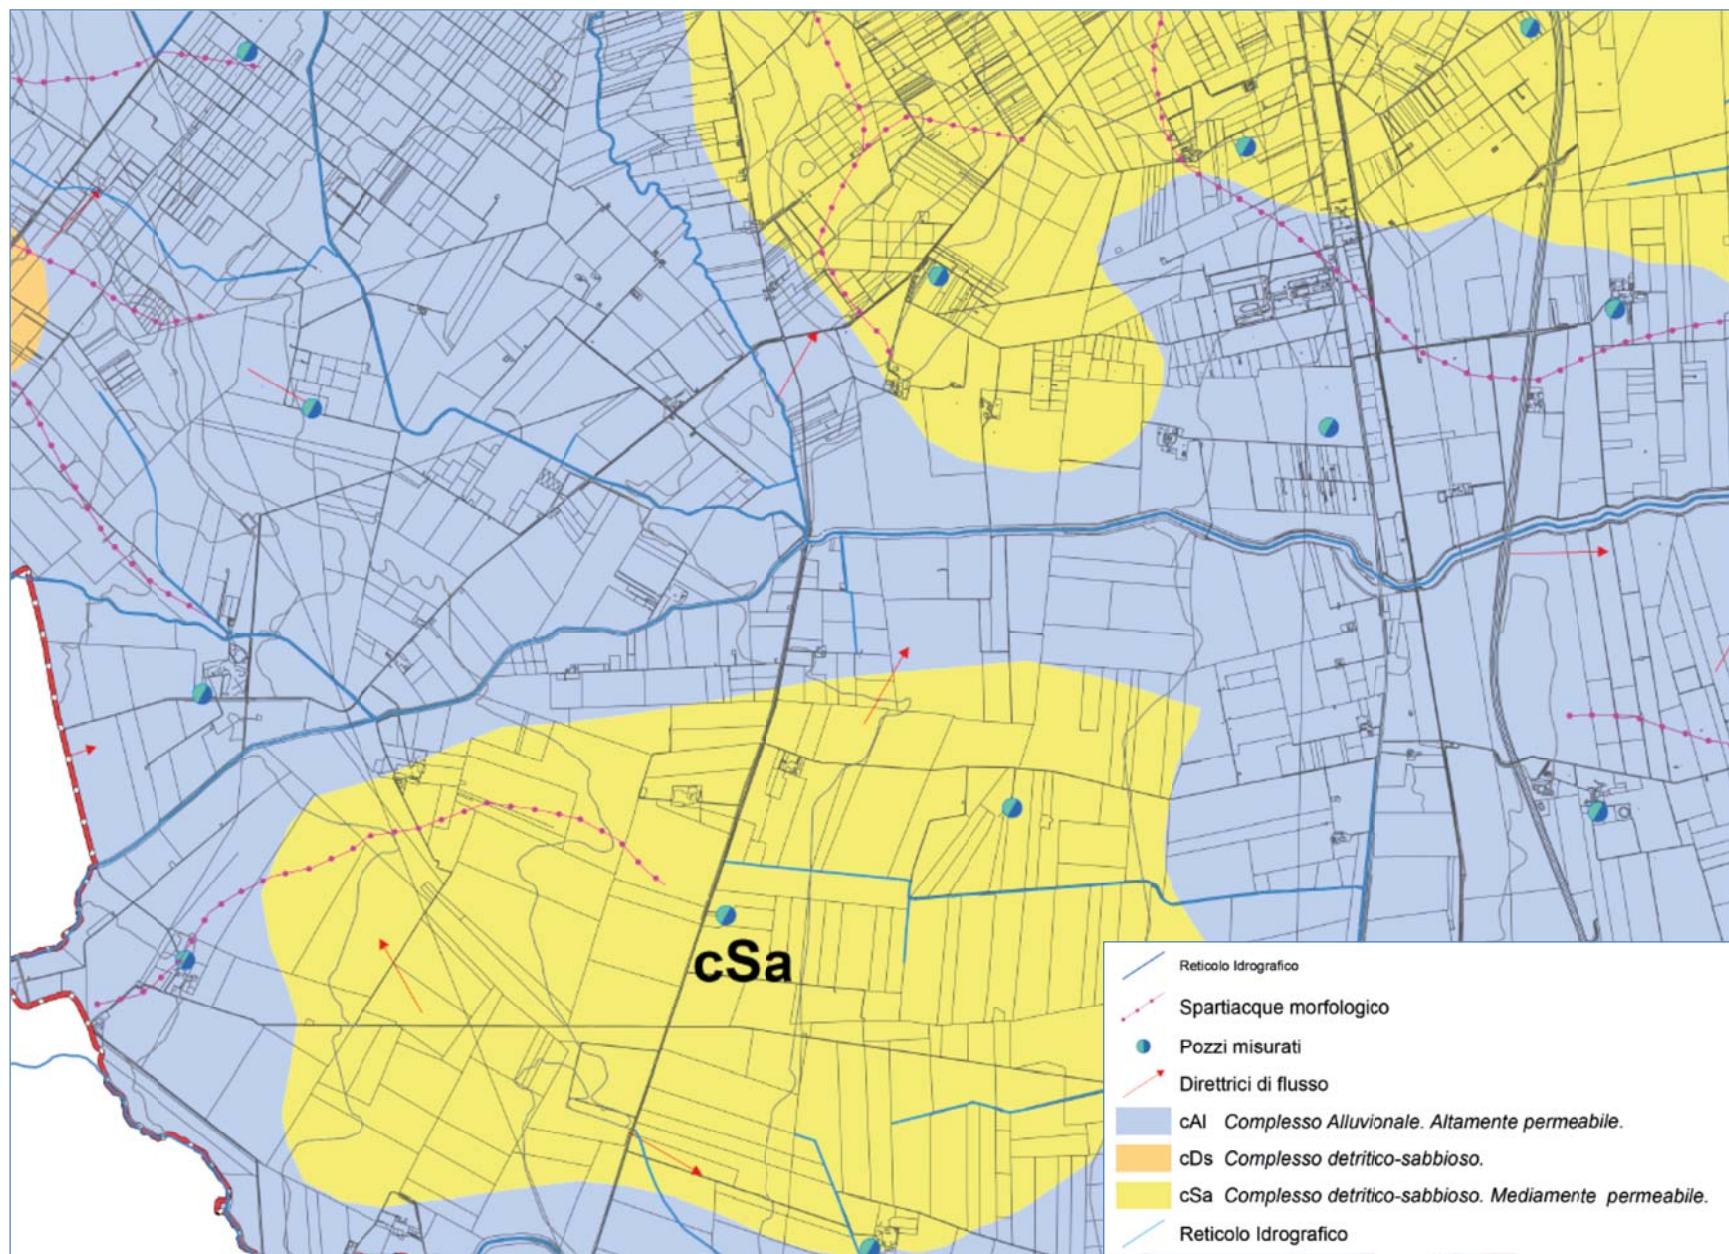 cSa
Reticolo Idrografico
Spartiacque morfologico
Pozzi misurati
Direttrici di flusso
cAl Complesso Alluvionale. Altamente permeabile.
cDs Complesso detritico-sabbioso.
cSa Complesso detritico-sabbioso. Mediamente permeabile.
Reticolo Idrografico